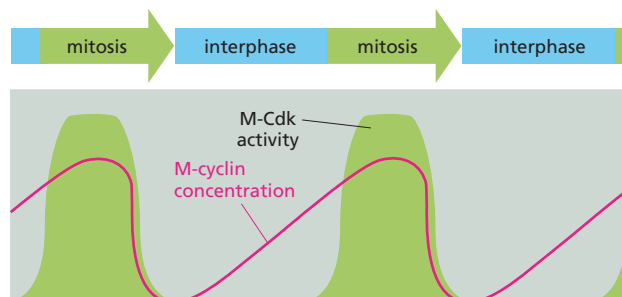 mitosis
interphase
mitosis
interphase
M-Cdk
activity
M-cyclin
concentration